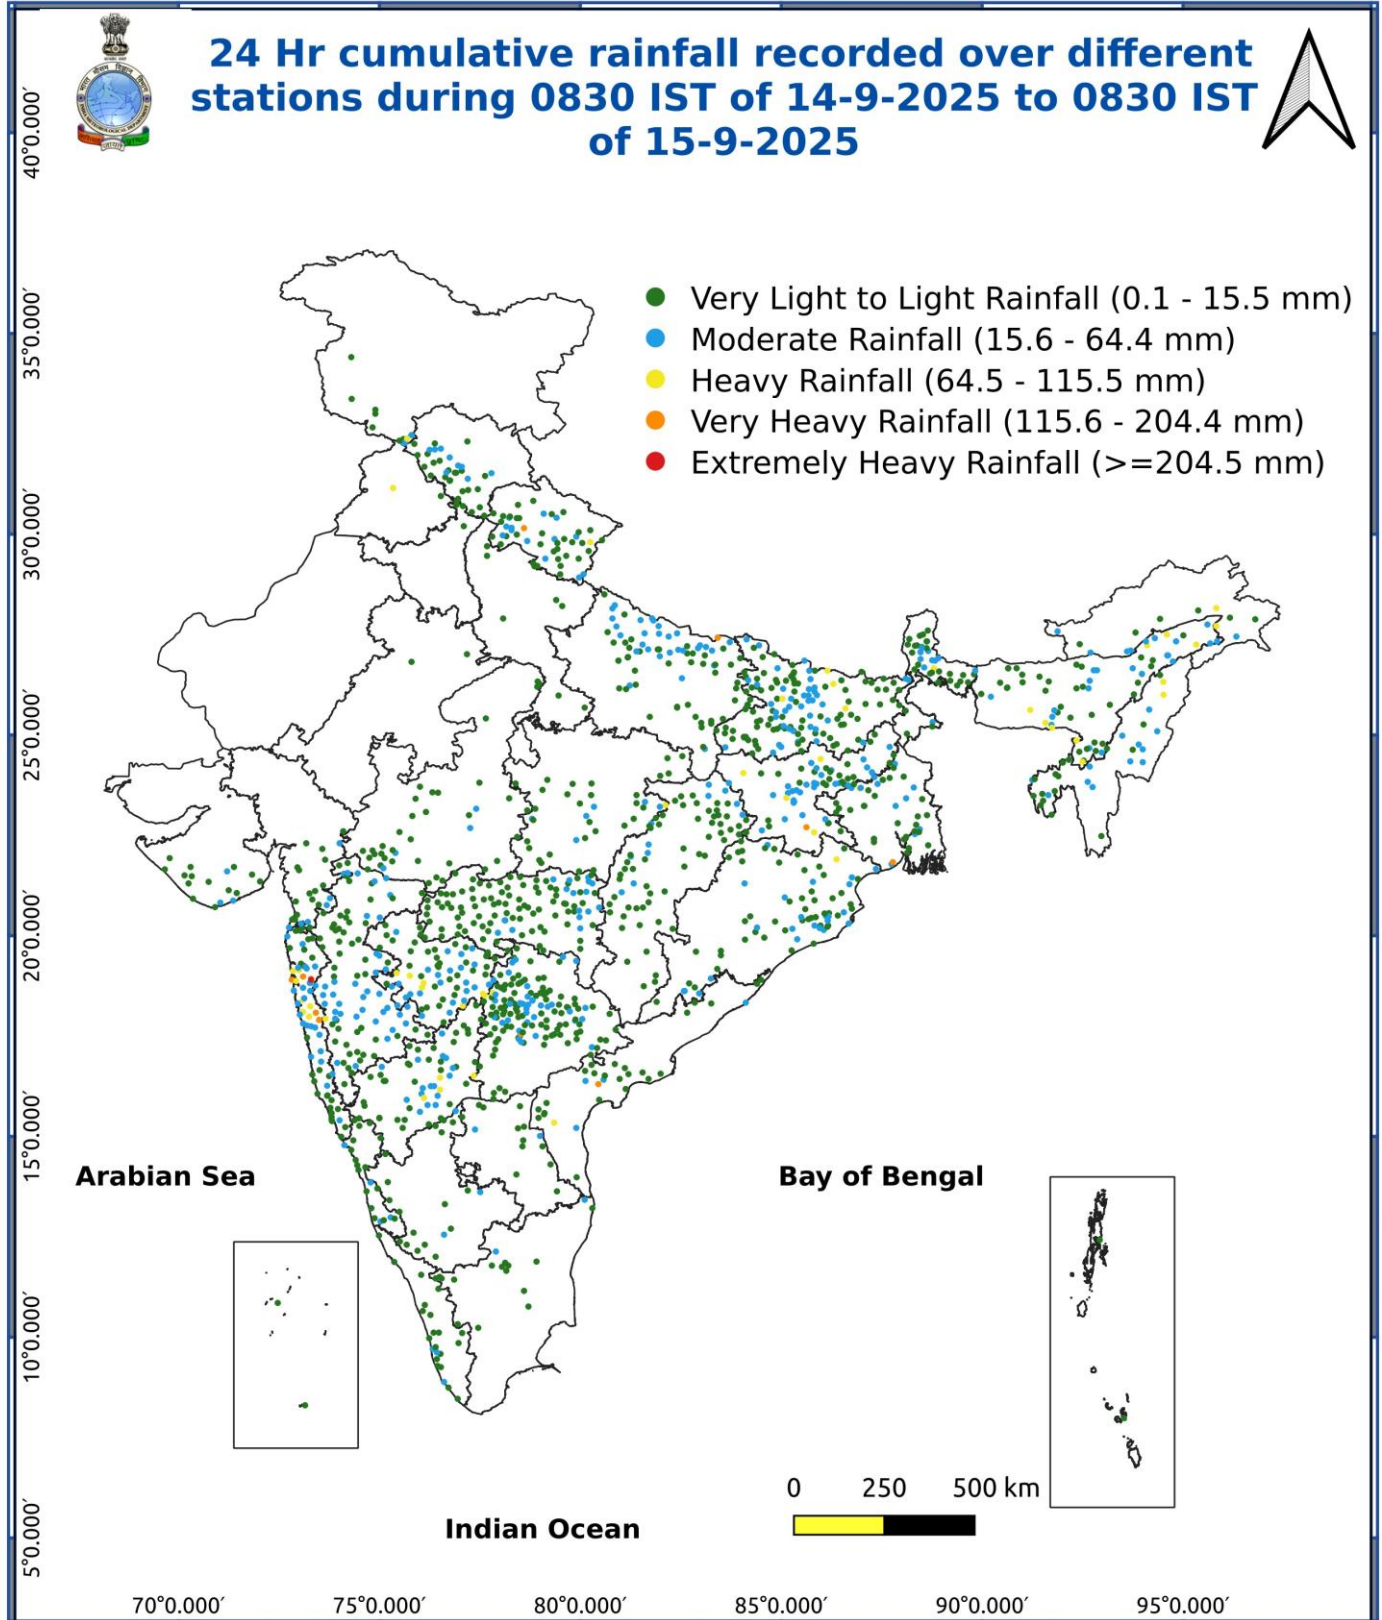 24 Hr cumulative rainfall recorded over different
stations during 0830 IST of 14-9-2025 to 0830 IST
of 15-9-2025
Very Light to Light Rainfall (0.1 - 15.5 mm)
Moderate Rainfall (15.6 - 64.4 mm)
Heavy Rainfall (64.5 - 115.5 mm)
Very Heavy Rainfall (115.6 - 204.4 mm)
Extremely Heavy Rainfall (>=204.5 mm)
40°0.000′
35°0.000′
30°0.000′
25°0.000′
20°0.000′
15°0.000′
10°0.000′
5°0.000′
Arabian Sea
Bay of Bengal
Indian Ocean
0 250 500 km
70°0.000′ 75°0.000′ 80°0.000′ 85°0.000′ 90°0.000′ 95°0.000′